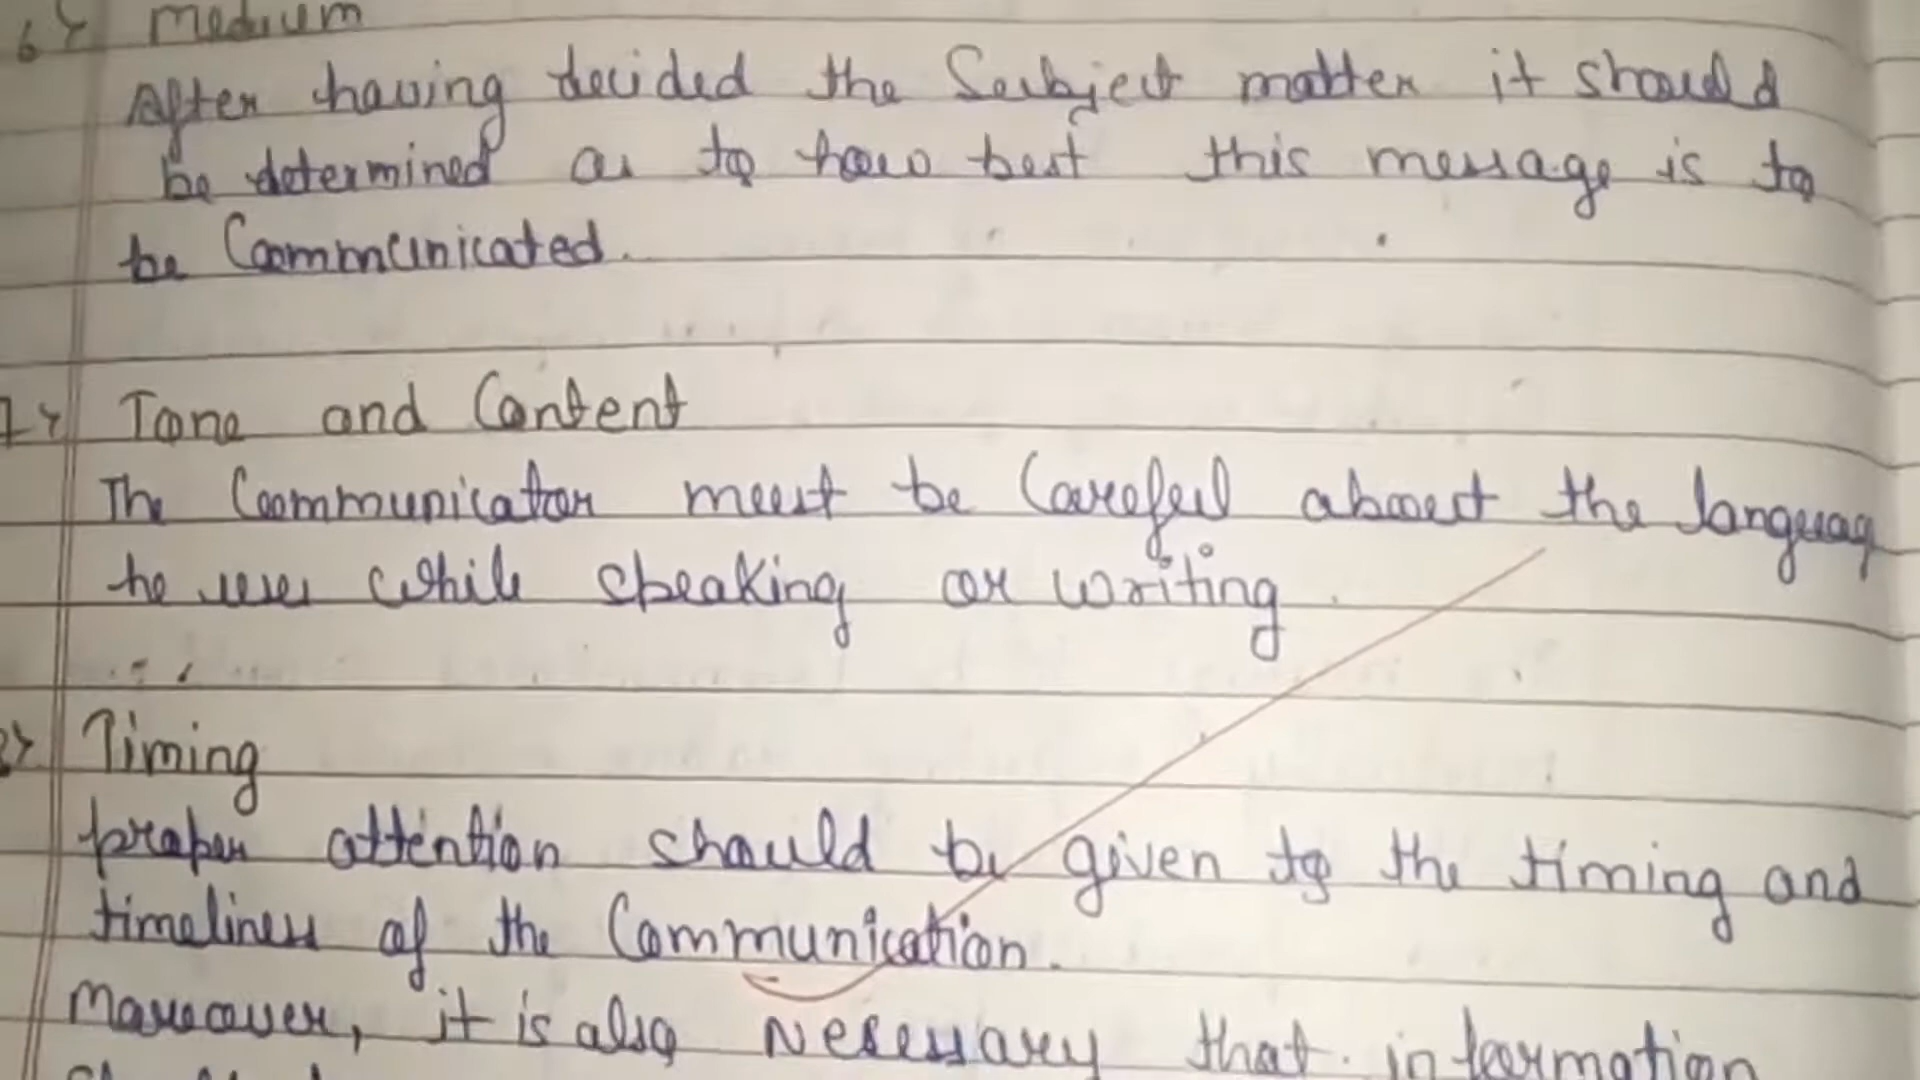 6> Medium
After having decided the Subject matter it should
be determined as to how best this message is to
be Communicated.
7> Tone and Content
The Communicator must be Careful about the languag
he uses while speaking or writing.
8> Timing
proper attention should be given to the timing and
timeliness of the Communication.
Moreover, it is also Necessary that information